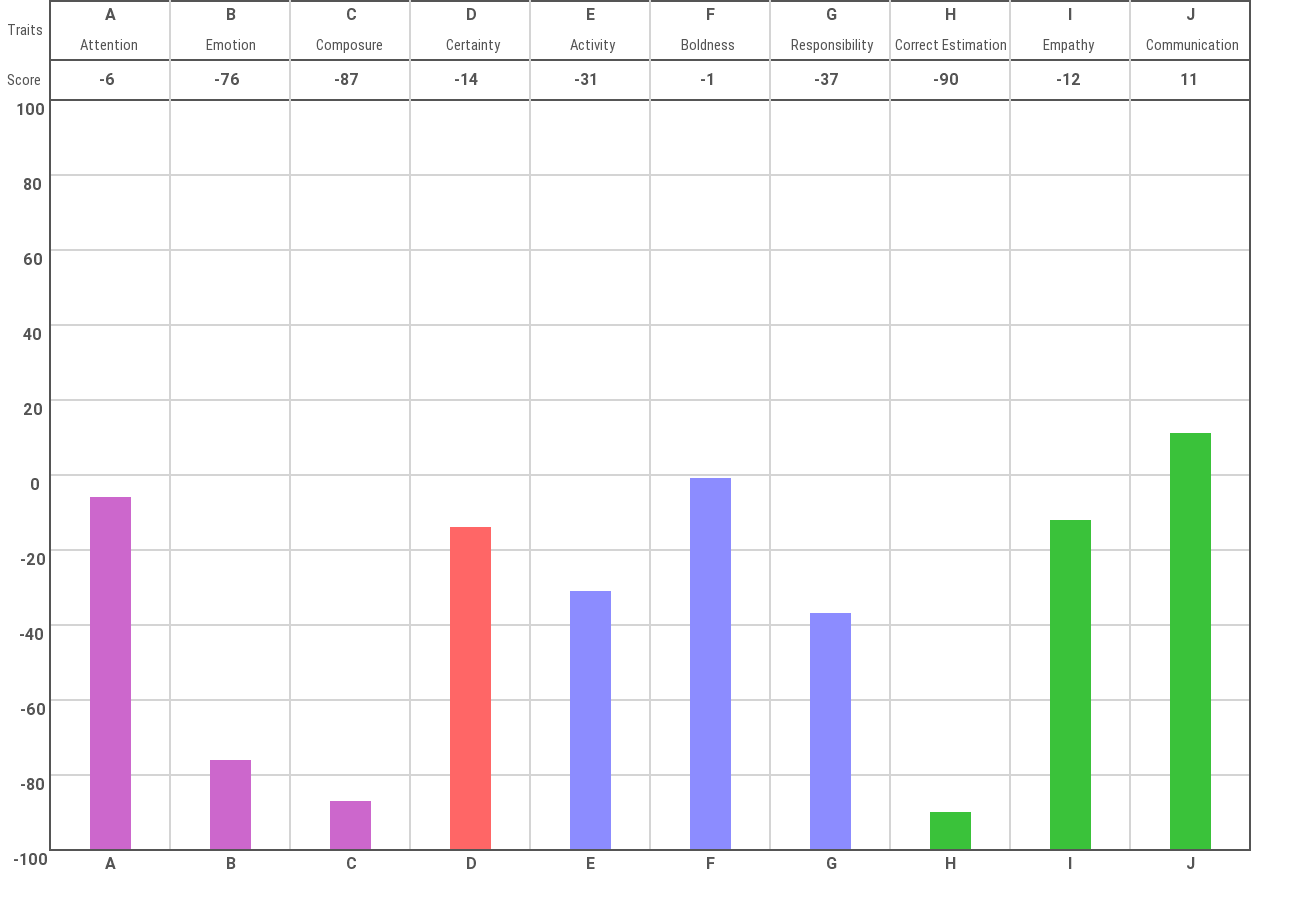 A B C D E F G H I J
Traits
Attention Emotion Composure Certainty Activity Boldness Responsibility Correct Estimation Empathy Communication
Score -6 -76 -87 -14 -31 -1 -37 -90 -12 11
100
80
60
40
20
0
-20
-40
-60
-80
-100
A B C D E F G H I J